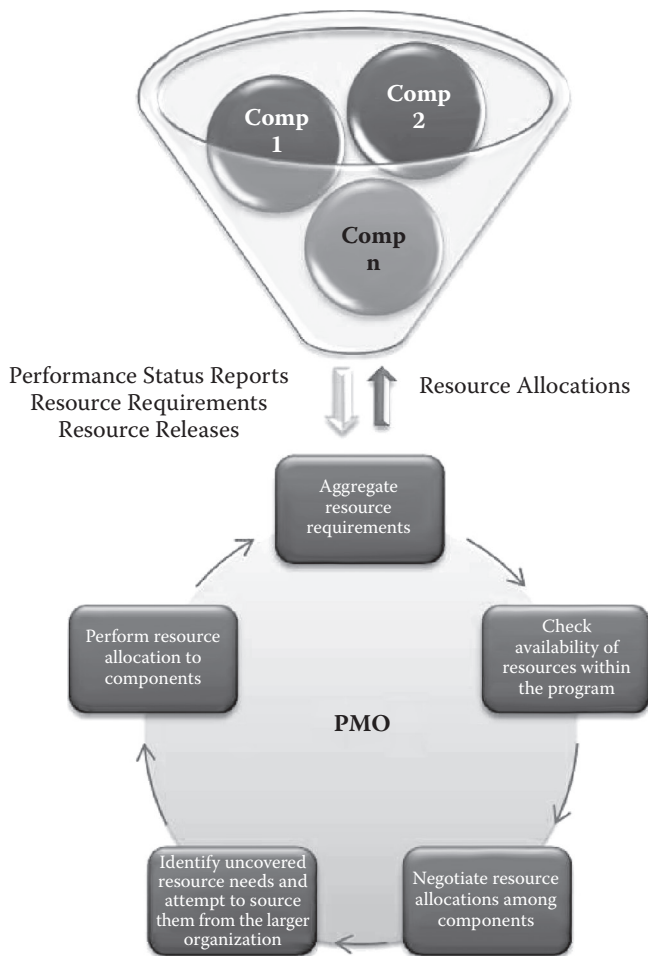 Comp
1
Comp
2
Comp
n
Performance Status Reports
Resource Requirements
Resource Releases
Resource Allocations
Aggregate
resource
requirements
Perform resource
allocation to
components
Check
availability of
resources within
the program
PMO
Identify uncovered
resource needs and
attempt to source
them from the larger
organization
Negotiate resource
allocations among
components